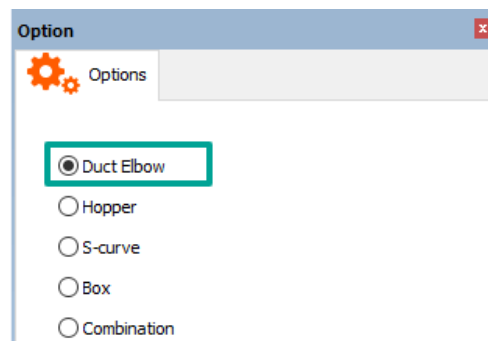 Option
x
Options
Duct Elbow
Hopper
S-curve
Box
Combination